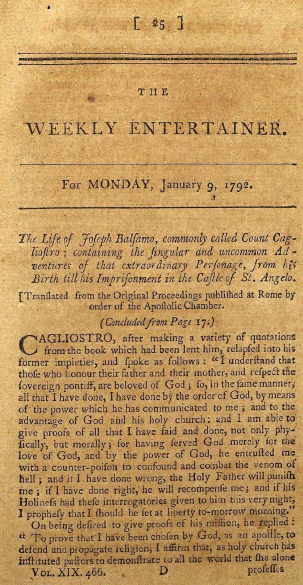 [ 25 ]
THE
WEEKLY ENTERTAINER.
For MONDAY, January 9, 1792.
The Life of Joseph Balsamo, commonly called Count Cag-
liostro; containing the singular and uncommon Ad-
ventures of that extraordinary Personage, from his
Birth till his Imprisonment in the Castle of St. Angelo.
[Translated from the Original Proceedings published at Rome by
order of the Apostolic Chamber.
(Concluded from Page 17.)
CAGLIOSTRO, after making a variety of quotations
from the book which had been lent him, relapsed into his
former impieties, and spoke as follows: "I understand that
those who honour their father and their mother, and respect the
sovereign pontiff, are beloved of God; so, in the same manner,
all that I have done, I have done by the order of God, by means
of the power which he has communicated to me; and to the
advantage of God and his holy church; and I am able to
give proofs of all that I have said and done, not only phy-
sically, but morally; for having served God merely for the
love of God, and by the power of God, he entrusted me
with a counter-poison to confound and combat the venom of
hell; and if I have done wrong, the Holy Father will punish
me; if I have done right, he will recompense me; and if his
Holiness had these interrogatories given to him this very night,
I prophesy that I should be set at liberty to-morrow morning."
On being desired to give proofs of his mission, he replied:
"To prove that I have been chosen by God, as an apostle, to
defend and propagate religion, I affirm that, as holy church has
instituted pastors to demonstrate to all the world that she alone
VOL. XIX. 466. D professes